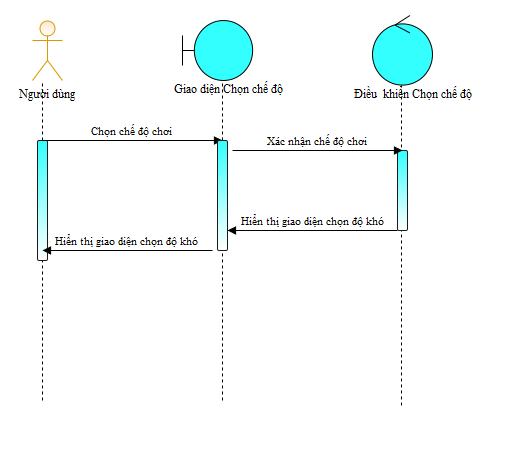 Người dùng
Giao diện Chọn chế độ
Điều khiển Chọn chế độ
Chọn chế độ chơi
Xác nhận chế độ chơi
Hiển thị giao diện chọn độ khó
Hiển thị giao diện chọn độ khó